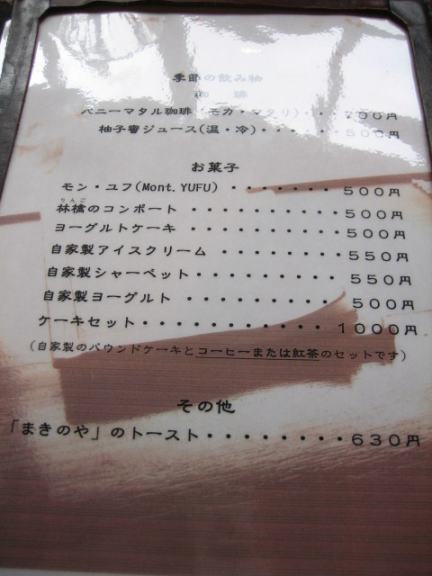 季節の飲み物
珈琲
ベニーマタル珈琲(モカ・マタリ)・・・700円
柚子蜜ジュース(温・冷)・・・・・500円
お菓子
モン・ユフ(Mont.YUFU)・・・・・・・500円
りんご
林檎のコンポート・・・・・・・・・500円
ヨーグルトケーキ・・・・・・・・・500円
自家製アイスクリーム・・・・・・・550円
自家製シャーベット・・・・・・・・550円
自家製ヨーグルト・・・・・・・・・500円
ケーキセット・・・・・・・・・・・1000円
(自家製のパウンドケーキとコーヒーまたは紅茶のセットです)
その他
「まきのや」のトースト・・・・・・・・・630円